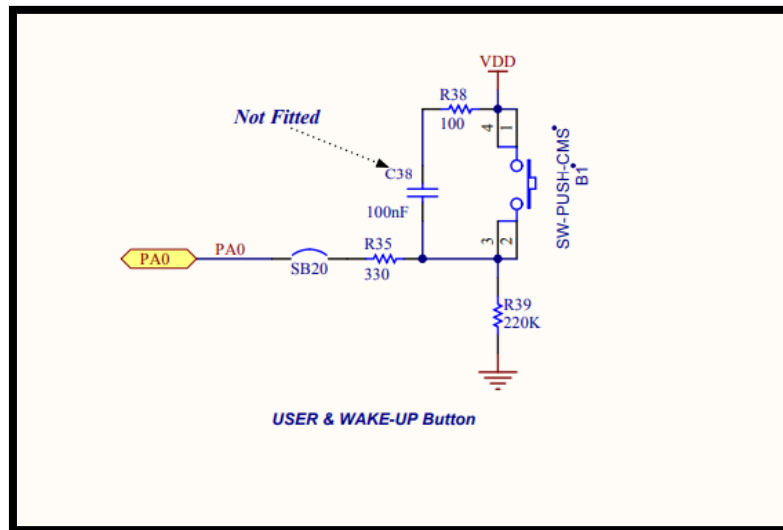 VDD
R38
100
Not Fitted
4
1
C38
100nF
SW-PUSH-CMS
B1
3
2
PA0
PA0
SB20
R35
330
R39
220K
USER & WAKE-UP Button